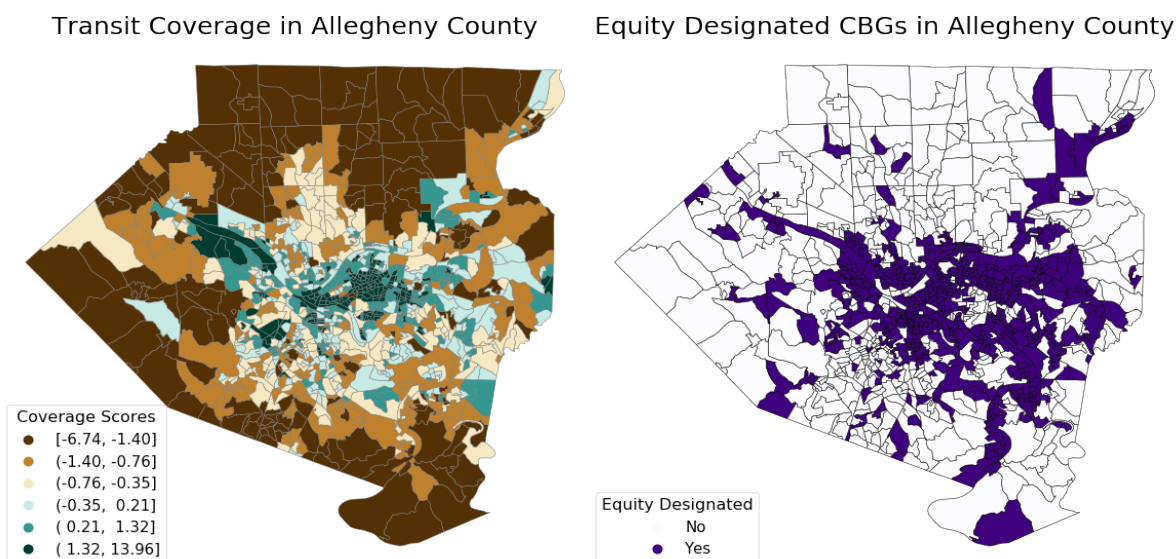 Transit Coverage in Allegheny County
Equity Designated CBGs in Allegheny County
Coverage Scores
[-6.74, -1.40]
(-1.40, -0.76]
(-0.76, -0.35]
(-0.35, 0.21]
( 0.21, 1.32]
( 1.32, 13.96]
Equity Designated
No
Yes